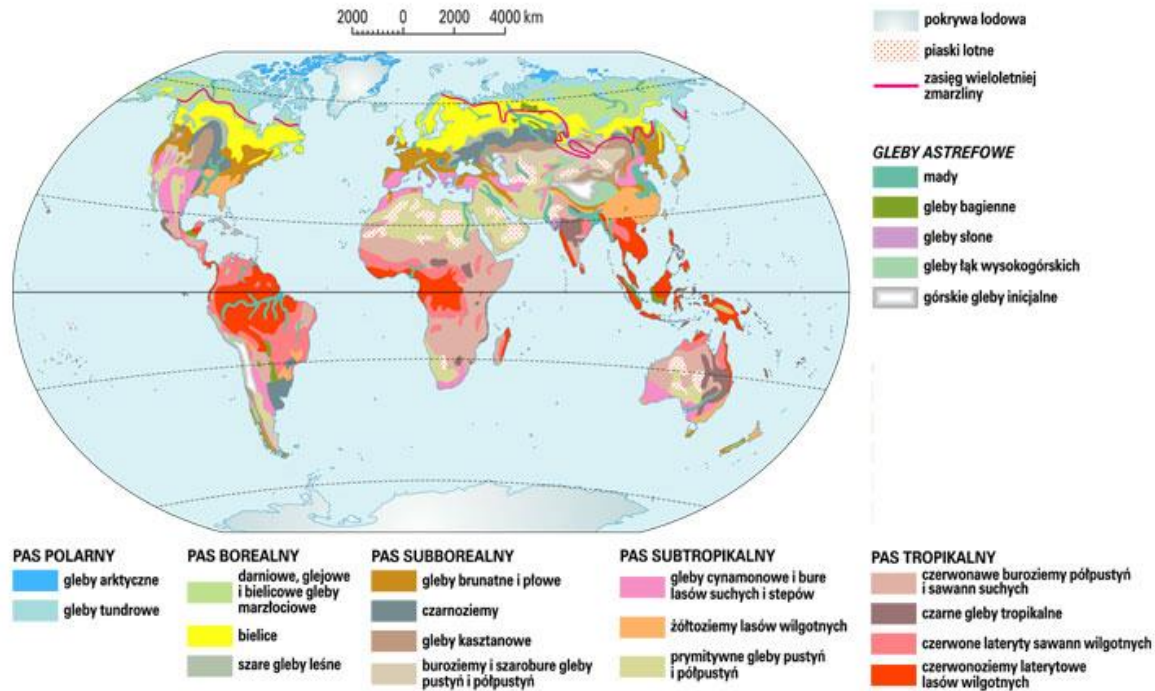 2000 0 2000 4000 km
pokrywa lodowa
piaski lotne
zasięg wieloletniej
zmarzliny
GLEBY ASTREFOWE
mady
gleby bagienne
gleby słone
gleby łąk wysokogórskich
górskie gleby inicjalne
PAS POLARNY
gleby arktyczne
gleby tundrowe
PAS BOREALNY
darniowe, glejowe
i bielicowe gleby
marzłociowe
bielice
szare gleby leśne
PAS SUBBOREALNY
gleby brunatne i płowe
czarnoziemy
gleby kasztanowe
buroziemy i szarobure gleby
pustyń i półpustyń
PAS SUBTROPIKALNY
gleby cynamonowe i bure
lasów suchych i stepów
żółtoziemy lasów wilgotnych
prymitywne gleby pustyń
i półpustyń
PAS TROPIKALNY
czerwonawe buroziemy półpustyń
i sawann suchych
czarne gleby tropikalne
czerwone lateryty sawann wilgotnych
czerwonoziemy laterytowe
lasów wilgotnych